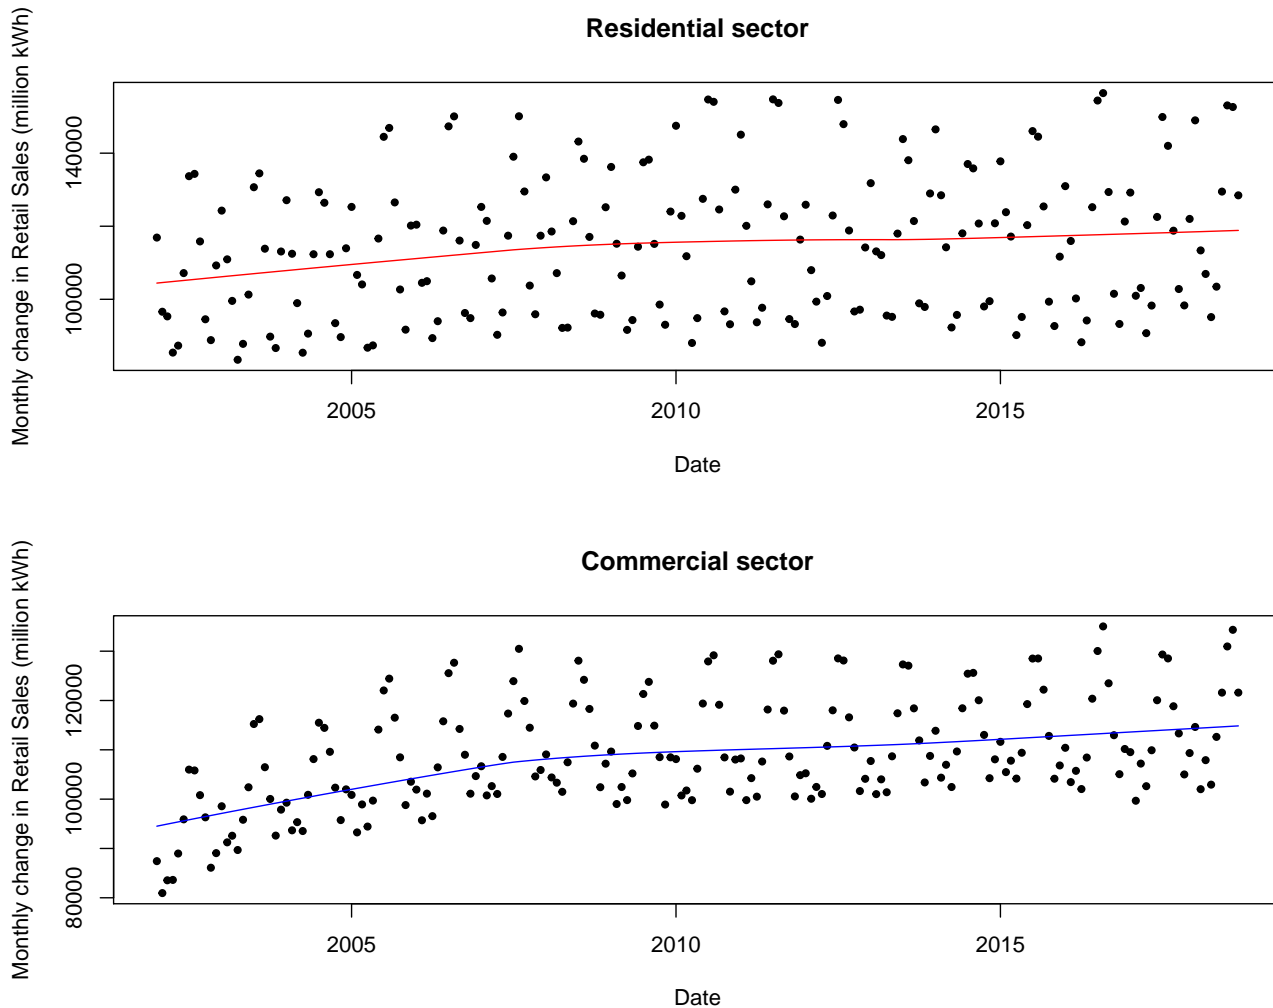 Residential sector
Monthly change in Retail Sales (million kWh)
140000
100000
2005 2010 2015
Date
Commercial sector
Monthly change in Retail Sales (million kWh)
120000
100000
80000
2005 2010 2015
Date